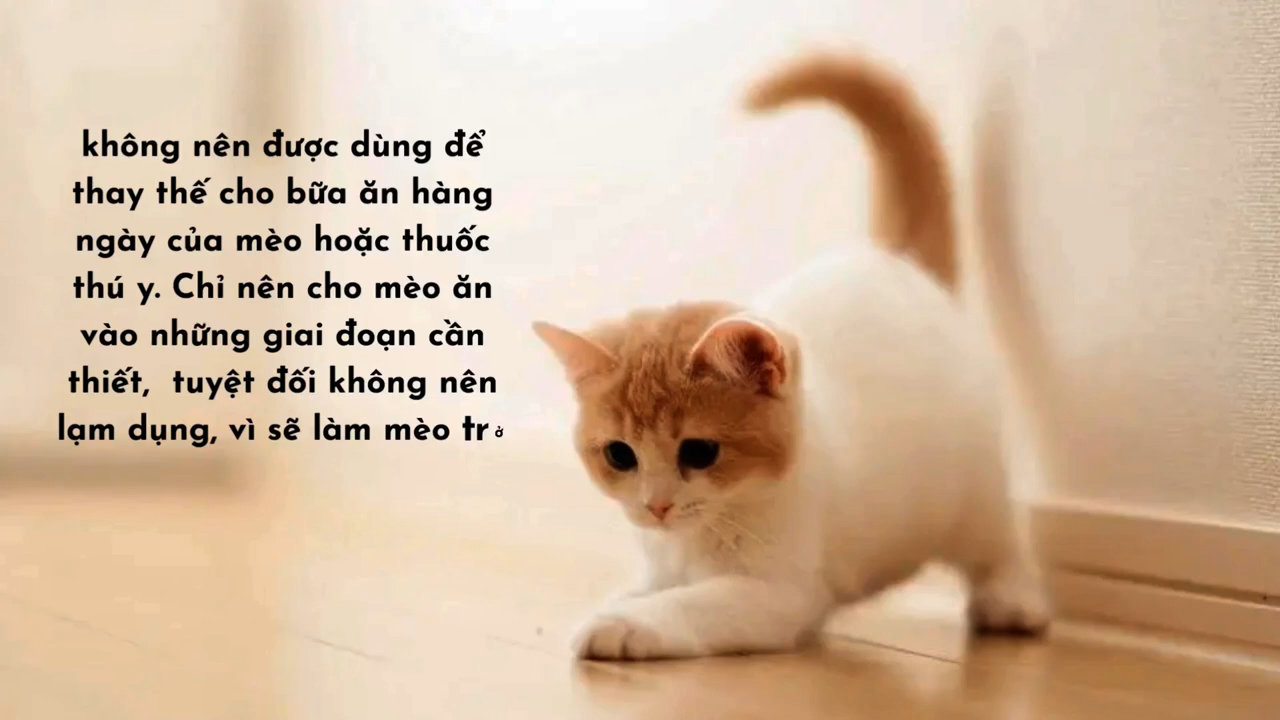 không nên được dùng để
thay thế cho bữa ăn hàng
ngày của mèo hoặc thuốc
thú y. Chỉ nên cho mèo ăn
vào những giai đoạn cần
thiết, tuyệt đối không nên
lạm dụng, vì sẽ làm mèo trở